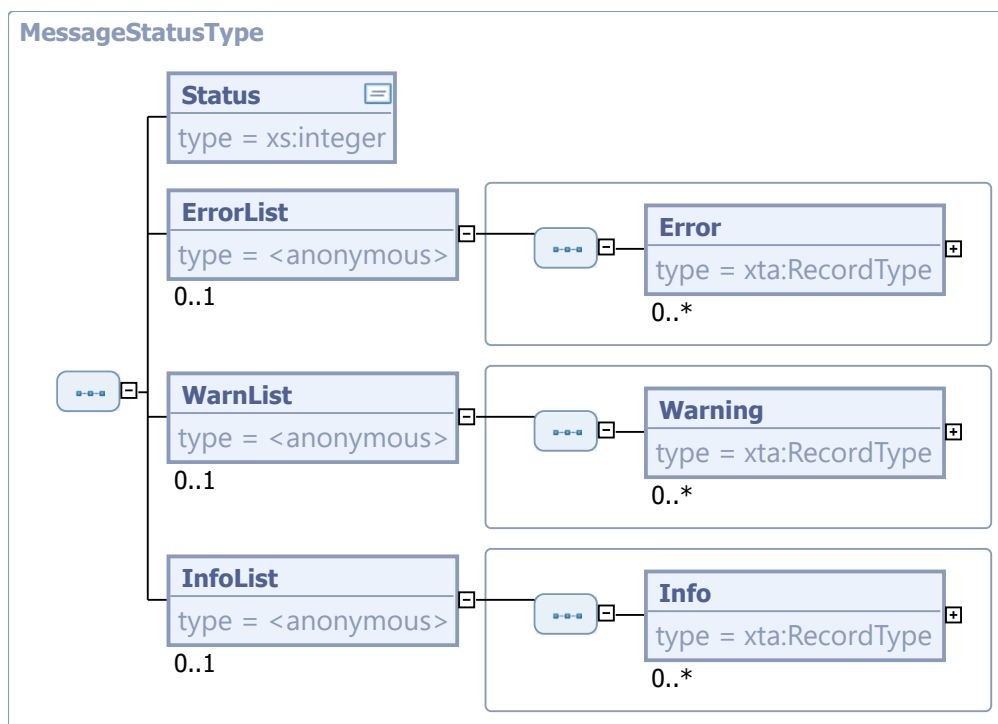 MessageStatusType
Status
type = xs:integer
ErrorList
type = <anonymous>
0..1
Error
type = xta:RecordType
0..*
WarnList
type = <anonymous>
0..1
Warning
type = xta:RecordType
0..*
InfoList
type = <anonymous>
0..1
Info
type = xta:RecordType
0..*